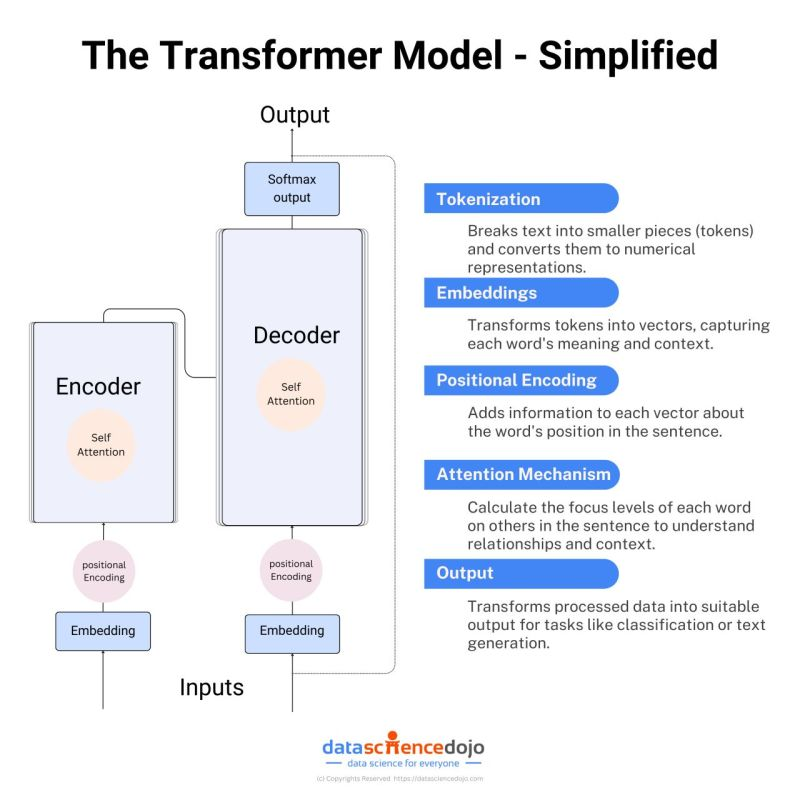 The Transformer Model - Simplified
Output
Softmax
output
Decoder
Self
Attention
Encoder
Self
Attention
positional
Encoding
positional
Encoding
Embedding
Embedding
Inputs
Tokenization
Breaks text into smaller pieces (tokens)
and converts them to numerical
representations.
Embeddings
Transforms tokens into vectors, capturing
each word's meaning and context.
Positional Encoding
Adds information to each vector about
the word's position in the sentence.
Attention Mechanism
Calculate the focus levels of each word
on others in the sentence to understand
relationships and context.
Output
Transforms processed data into suitable
output for tasks like classification or text
generation.
datasciencedojo
data science for everyone
(c) Copyrights Reserved https://datasciencedojo.com